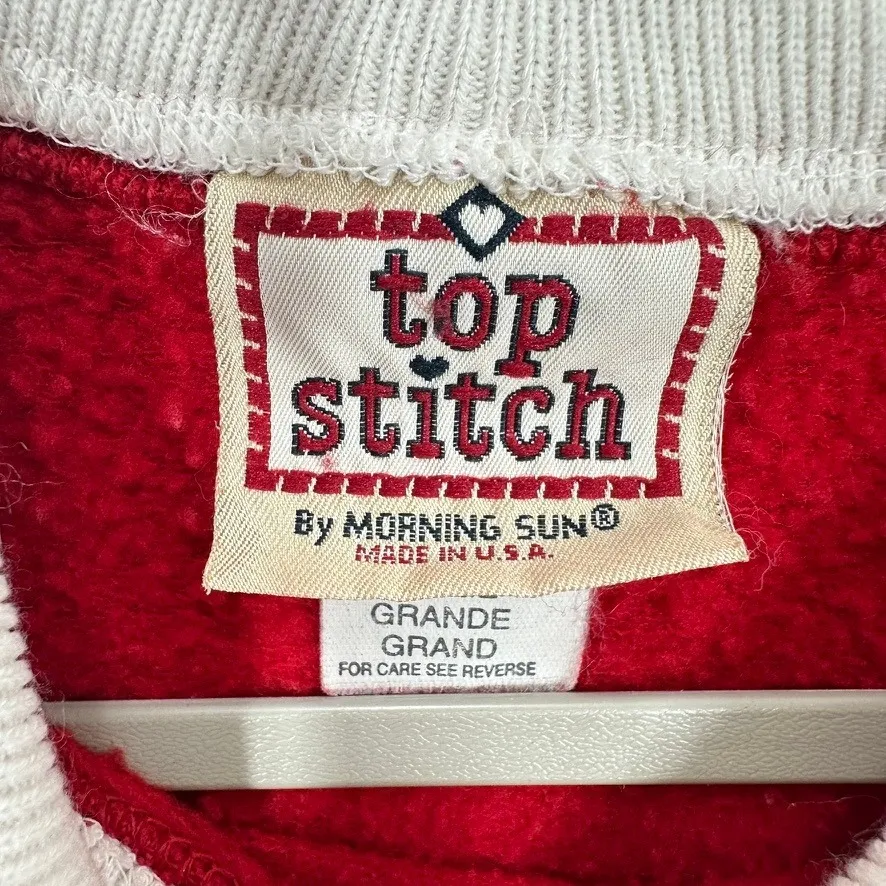 top
stitch
By MORNING SUN®
MADE IN U.S.A.
GRANDE
GRAND
FOR CARE SEE REVERSE